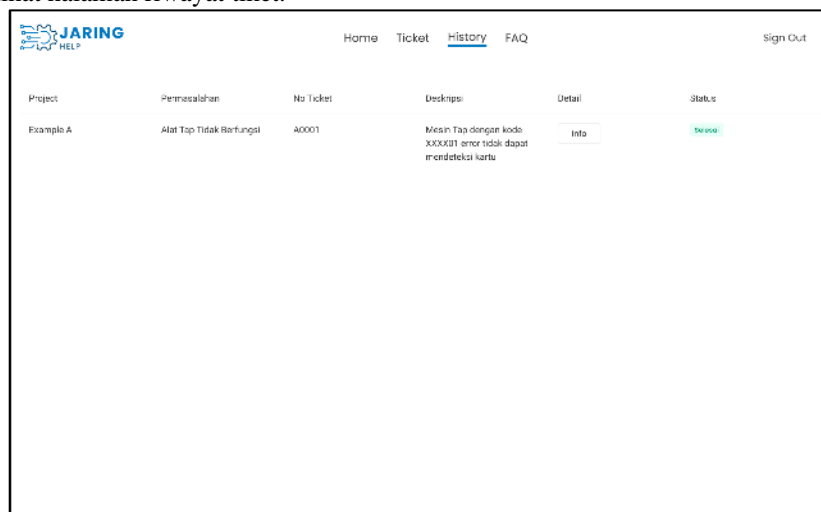 JARING
HELP
Home Ticket History FAQ Sign Out
Project Permasalahan No Ticket Deskripsi Detail Status
Example A Alat Tap Tidak Berfungsi A0001 Mesin Tap dengan kode Info Selesai
XXXX01 error tidak dapat
mendeteksi kartu